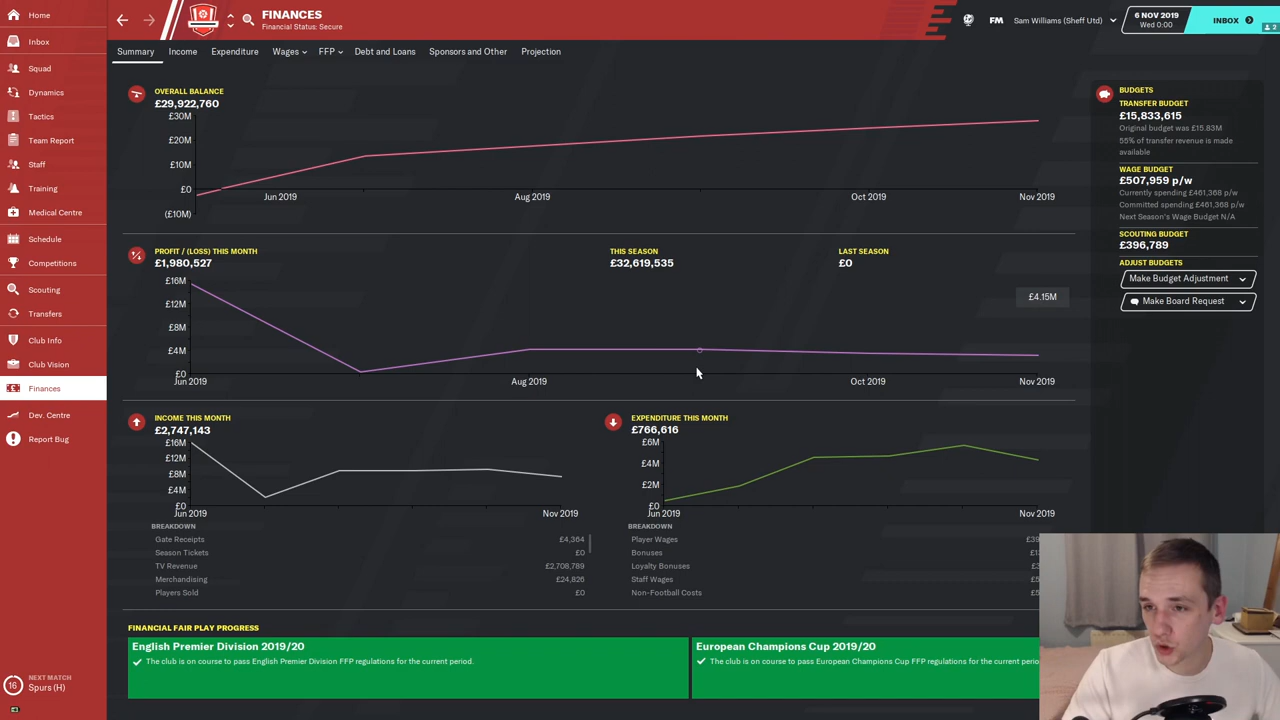 Home
Inbox
Squad
Dynamics
Tactics
Team Report
Staff
Training
Medical Centre
Schedule
Competitions
Scouting
Transfers
Club Info
Club Vision
Finances
Dev. Centre
Report Bug
16
NEXT MATCH
Spurs (H)
FINANCES
Financial Status: Secure
FM
Sam Williams (Sheff Utd)
6 NOV 2019
Wed 0:00
INBOX
2
Summary
Income
Expenditure
Wages
FFP
Debt and Loans
Sponsors and Other
Projection
OVERALL BALANCE
£29,922,760
£30M
£20M
£10M
£0
(£10M)
Jun 2019
Aug 2019
Oct 2019
Nov 2019
PROFIT / (LOSS) THIS MONTH
£1,980,527
THIS SEASON
£32,619,535
LAST SEASON
£0
£16M
£12M
£8M
£4M
£0
£4.15M
Jun 2019
Aug 2019
Oct 2019
Nov 2019
INCOME THIS MONTH
£2,747,143
£16M
£12M
£8M
£4M
£0
Jun 2019
Nov 2019
BREAKDOWN
Gate Receipts £4,364
Season Tickets £0
TV Revenue £2,708,789
Merchandising £24,826
Players Sold £0
EXPENDITURE THIS MONTH
£766,616
£6M
£4M
£2M
£0
Jun 2019
Nov 2019
BREAKDOWN
Player Wages
Bonuses
Loyalty Bonuses
Staff Wages
Non-Football Costs
FINANCIAL FAIR PLAY PROGRESS
English Premier Division 2019/20
The club is on course to pass English Premier Division FFP regulations for the current period.
European Champions Cup 2019/20
The club is on course to pass European Champions Cup FFP regulations for the current
BUDGETS
TRANSFER BUDGET
£15,833,615
Original budget was £15.83M
55% of transfer revenue is made
available
WAGE BUDGET
£507,959 p/w
Currently spending £461,368 p/w
Committed spending £461,368 p/w
Next Season's Wage Budget N/A
SCOUTING BUDGET
£396,789
ADJUST BUDGETS
Make Budget Adjustment
Make Board Request